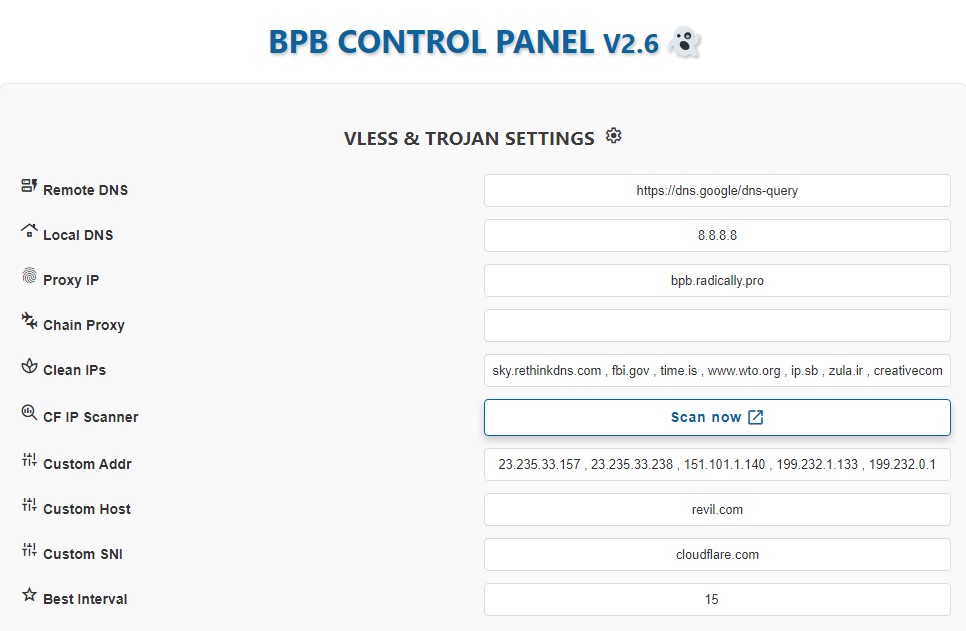 BPB CONTROL PANEL V2.6
VLESS & TROJAN SETTINGS
Remote DNS https://dns.google/dns-query
Local DNS 8.8.8.8
Proxy IP bpb.radically.pro
Chain Proxy
Clean IPs sky.rethinkdns.com , fbi.gov , time.is , www.wto.org , ip.sb , zula.ir , creativecom
CF IP Scanner Scan now
Custom Addr 23.235.33.157 , 23.235.33.238 , 151.101.1.140 , 199.232.1.133 , 199.232.0.1
Custom Host revil.com
Custom SNI cloudflare.com
Best Interval 15